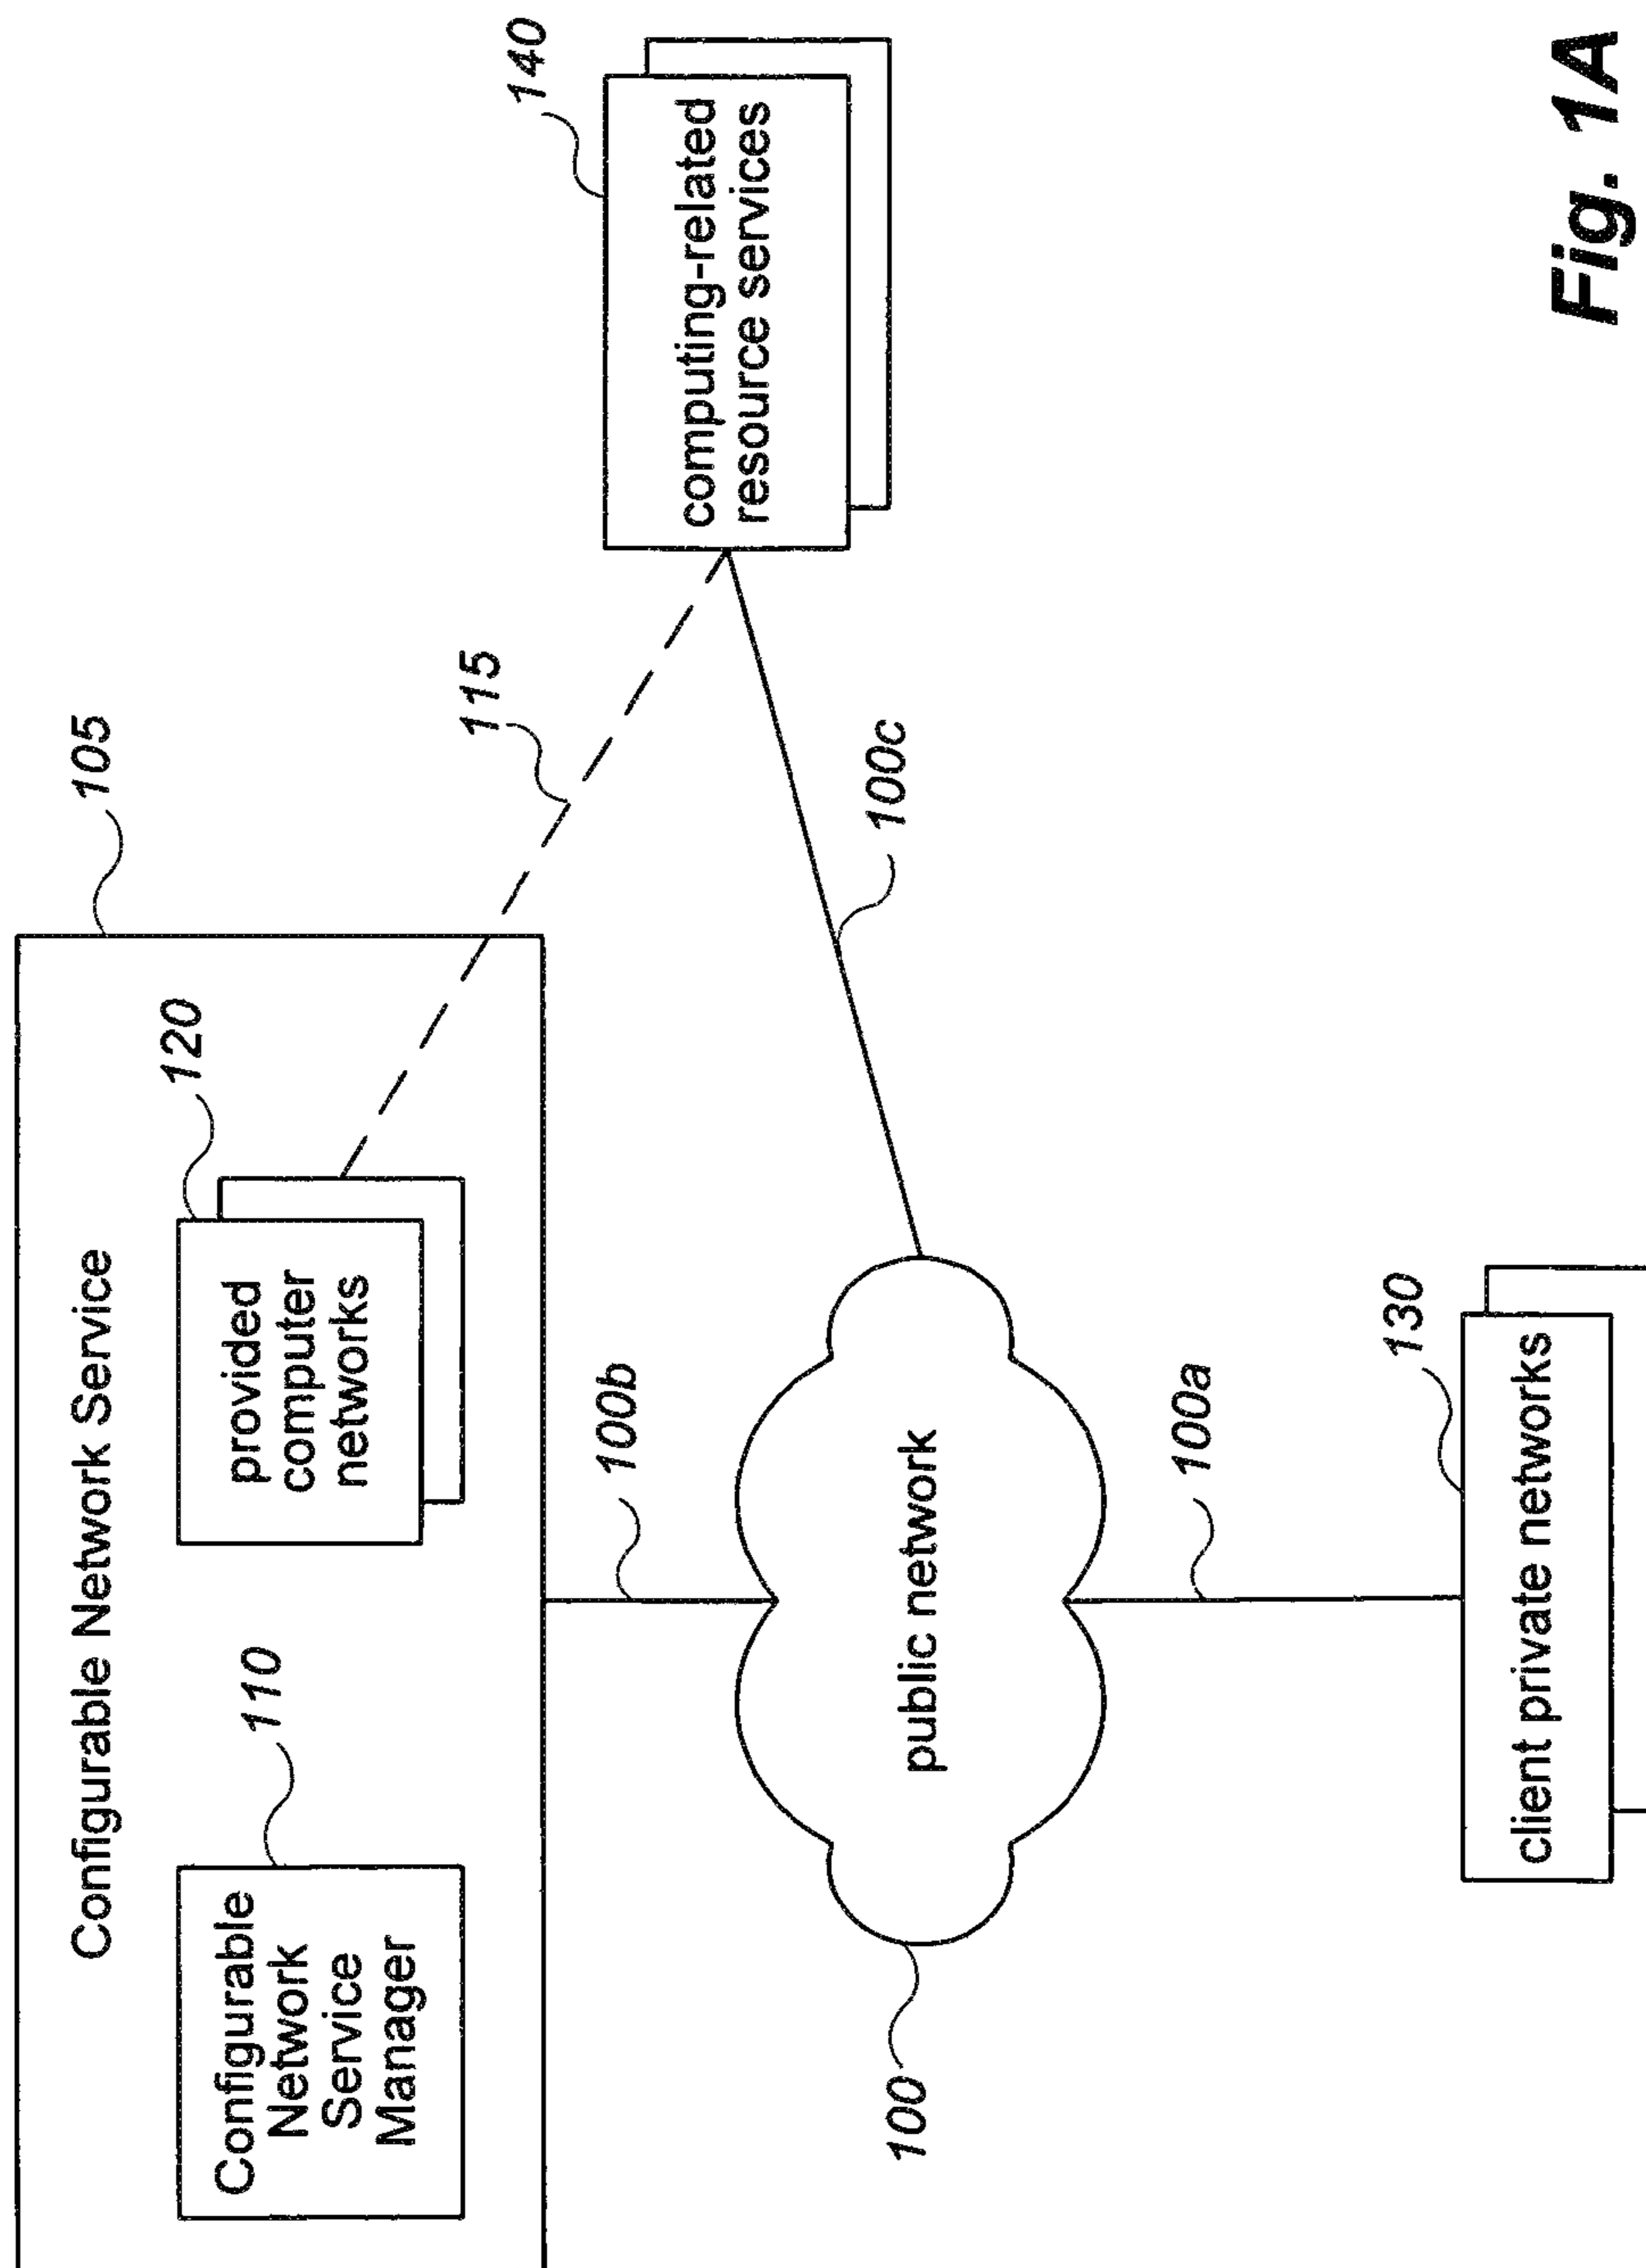 Configurable Network Service
105
Configurable
Network
Service
Manager
110
provided
computer
networks
120
115
140
computing-related
resource services
100b
100
public network
100c
100a
client private networks
130
Fig. 1A